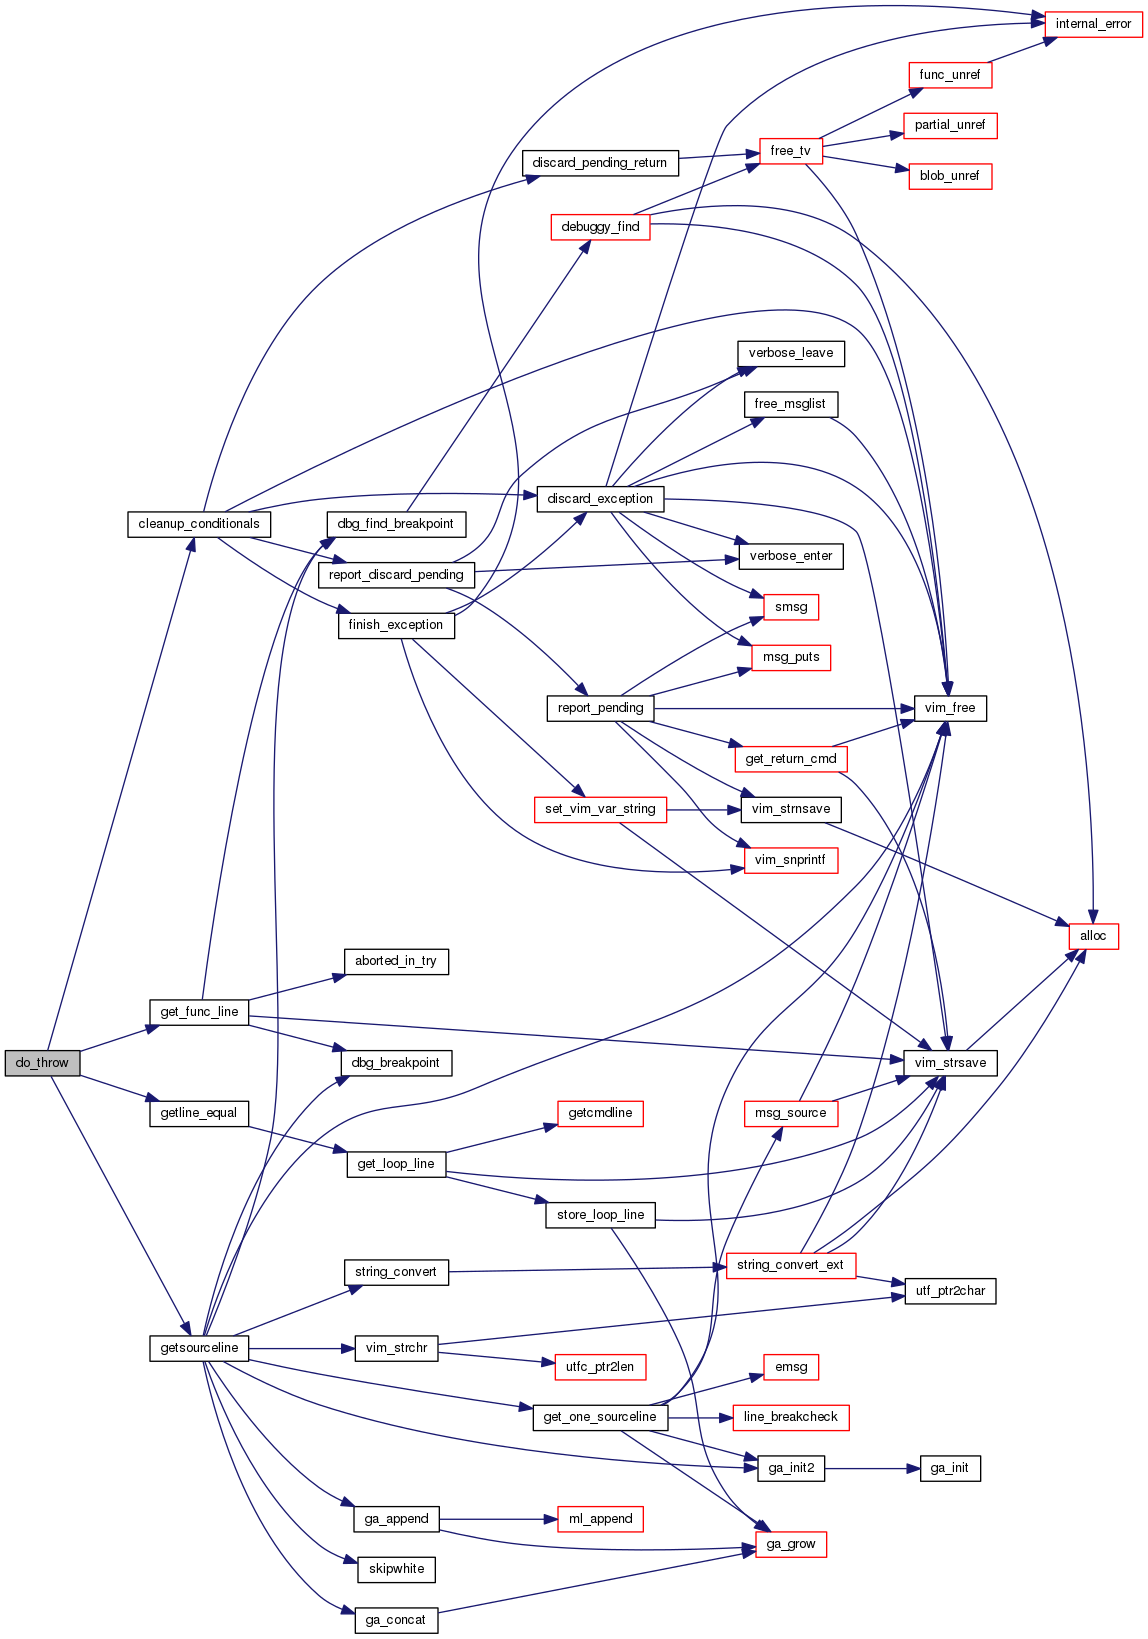 internal_error
func_unref
partial_unref
free_tv
discard_pending_return
blob_unref
debuggy_find
verbose_leave
free_msglist
discard_exception
cleanup_conditionals
dbg_find_breakpoint
verbose_enter
report_discard_pending
smsg
finish_exception
msg_puts
report_pending
vim_free
get_return_cmd
set_vim_var_string
vim_strnsave
vim_snprintf
alloc
aborted_in_try
get_func_line
do_throw
dbg_breakpoint
vim_strsave
getline_equal
getcmdline
msg_source
get_loop_line
store_loop_line
string_convert
string_convert_ext
utf_ptr2char
getsourceline
vim_strchr
utfc_ptr2len
emsg
get_one_sourceline
line_breakcheck
ga_init2
ga_init
ga_append
ml_append
ga_grow
skipwhite
ga_concat